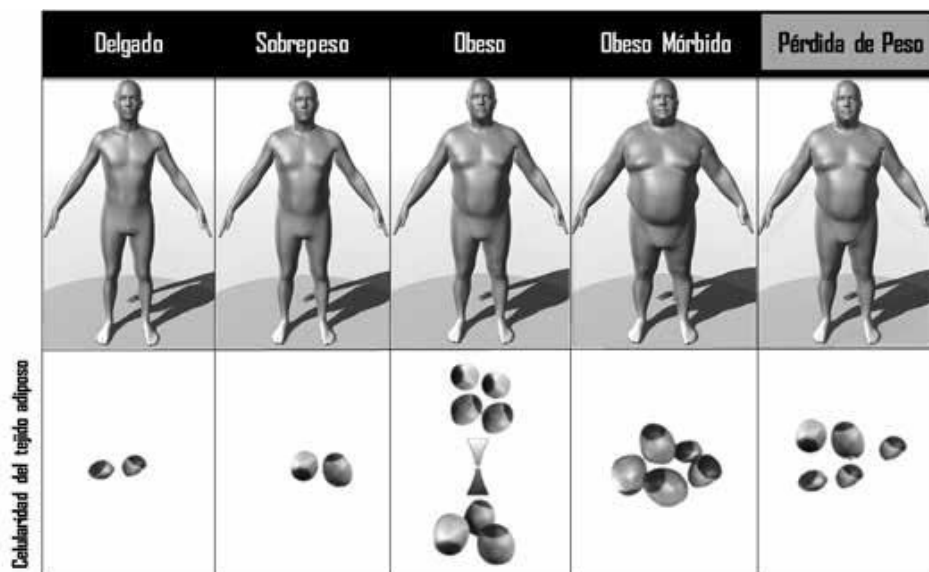 Delgado
Sobrepeso
Obeso
Obeso Mórbido
Pérdida de Peso
Celularidad del tejido adiposo